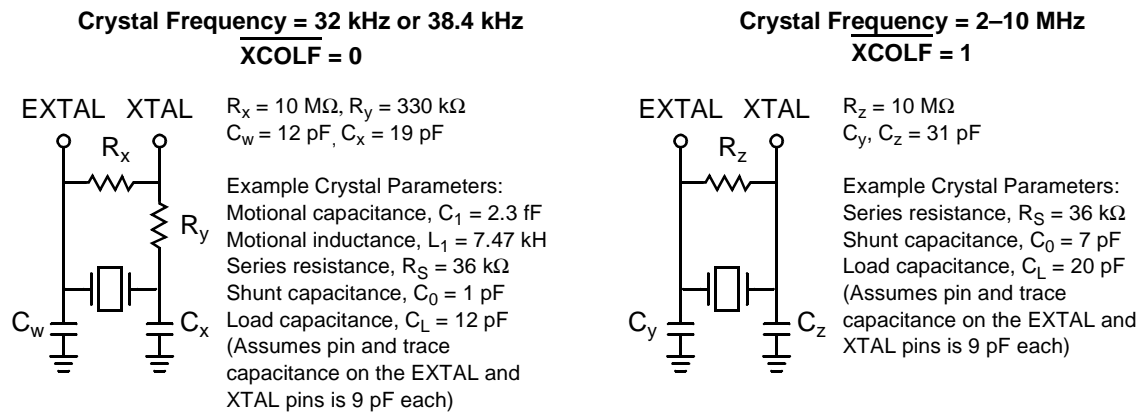 Crystal Frequency = 32 kHz or 38.4 kHz
XCOLF = 0
EXTAL XTAL
Rx
Ry
Cw
Cx
Rx = 10 MΩ, Ry = 330 kΩ
Cw = 12 pF, Cx = 19 pF
Example Crystal Parameters:
Motional capacitance, C1 = 2.3 fF
Motional inductance, L1 = 7.47 kH
Series resistance, RS = 36 kΩ
Shunt capacitance, C0 = 1 pF
Load capacitance, CL = 12 pF
(Assumes pin and trace
capacitance on the EXTAL and
XTAL pins is 9 pF each)
Crystal Frequency = 2–10 MHz
XCOLF = 1
EXTAL XTAL
Rz
Cy
Cz
Rz = 10 MΩ
Cy, Cz = 31 pF
Example Crystal Parameters:
Series resistance, RS = 36 kΩ
Shunt capacitance, C0 = 7 pF
Load capacitance, CL = 20 pF
(Assumes pin and trace
capacitance on the EXTAL and
XTAL pins is 9 pF each)